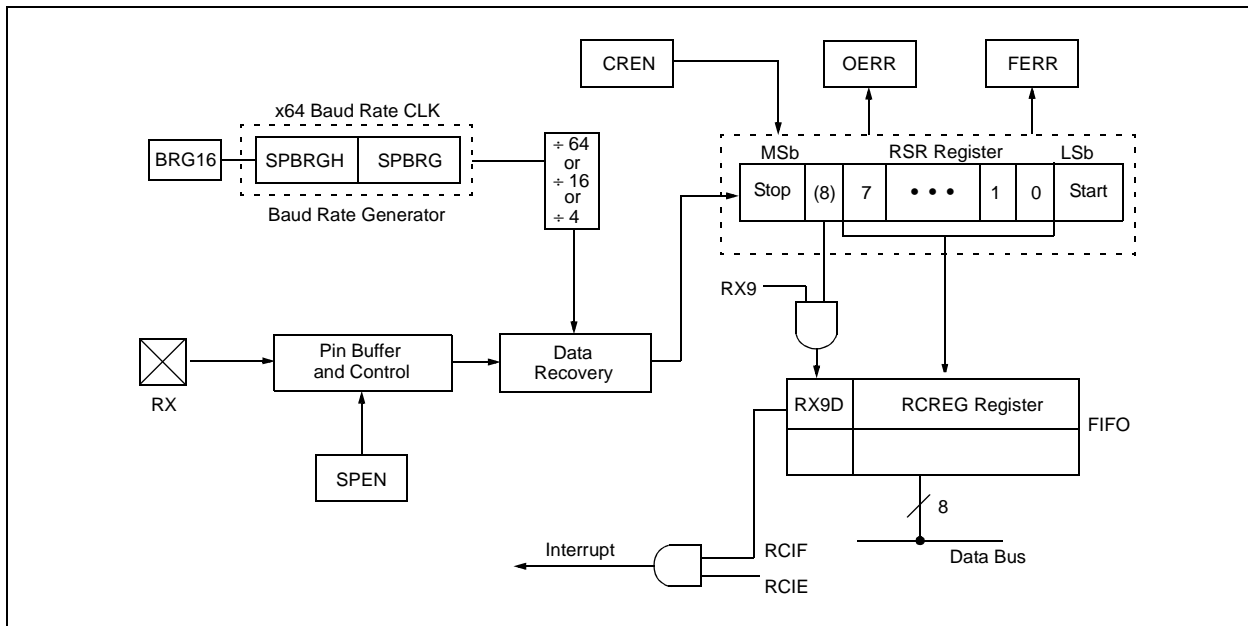 CREN
OERR
FERR
x64 Baud Rate CLK
BRG16
SPBRGH
SPBRG
Baud Rate Generator
÷ 64
or
÷ 16
or
÷ 4
MSb
RSR Register
LSb
Stop
(8)
7
• • •
1
0
Start
RX9
Pin Buffer
and Control
Data
Recovery
RX
SPEN
RX9D
RCREG Register
FIFO
8
Data Bus
Interrupt
RCIF
RCIE